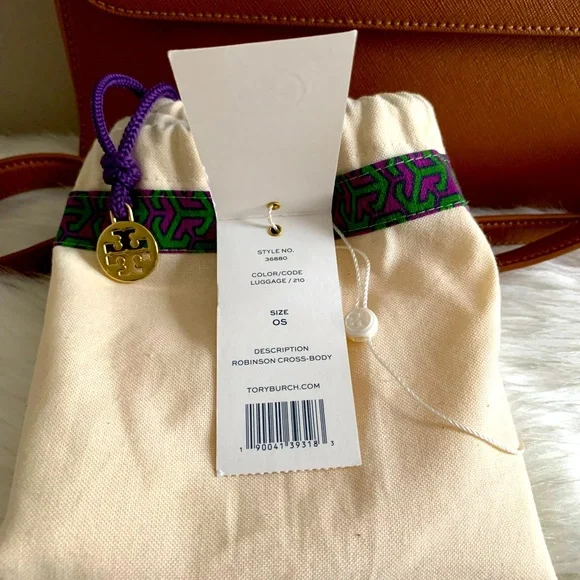 STYLE NO.
36880
COLOR/CODE
LUGGAGE / 210
SIZE
OS
DESCRIPTION
ROBINSON CROSS-BODY
TORYBURCH.COM
1 90041 39318 3